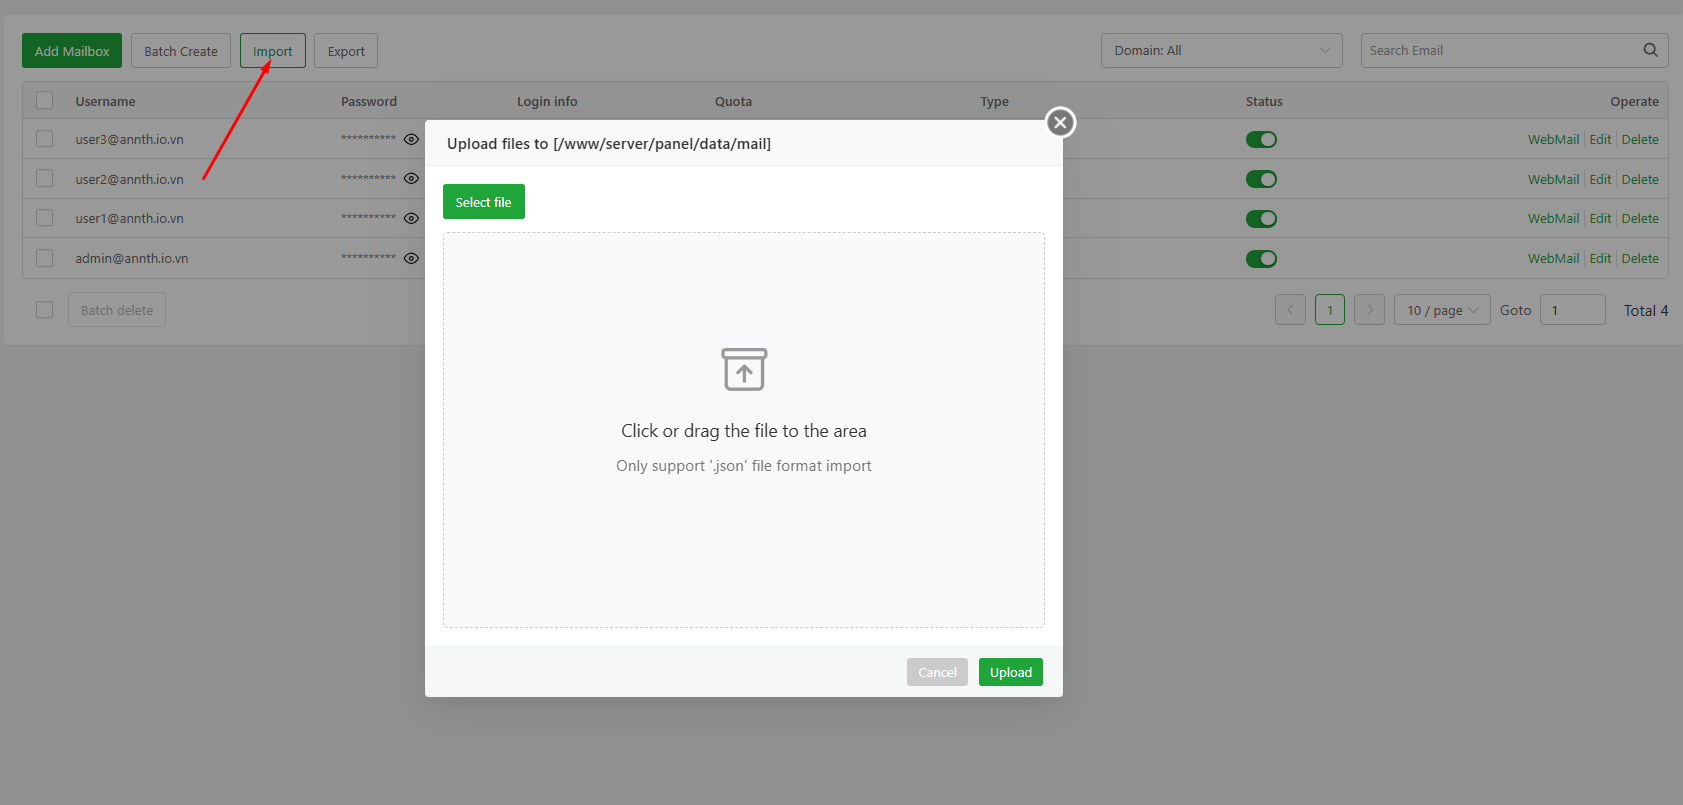 Add Mailbox Batch Create Import Export Domain: All Search Email
Username Password Login info Quota Type Status Operate
user3@annth.io.vn ********** WebMail Edit Delete
user2@annth.io.vn ********** WebMail Edit Delete
user1@annth.io.vn ********** WebMail Edit Delete
admin@annth.io.vn ********** WebMail Edit Delete
Batch delete 1 10 / page Goto 1 Total 4
Upload files to [/www/server/panel/data/mail]
Select file
Click or drag the file to the area
Only support '.json' file format import
Cancel Upload